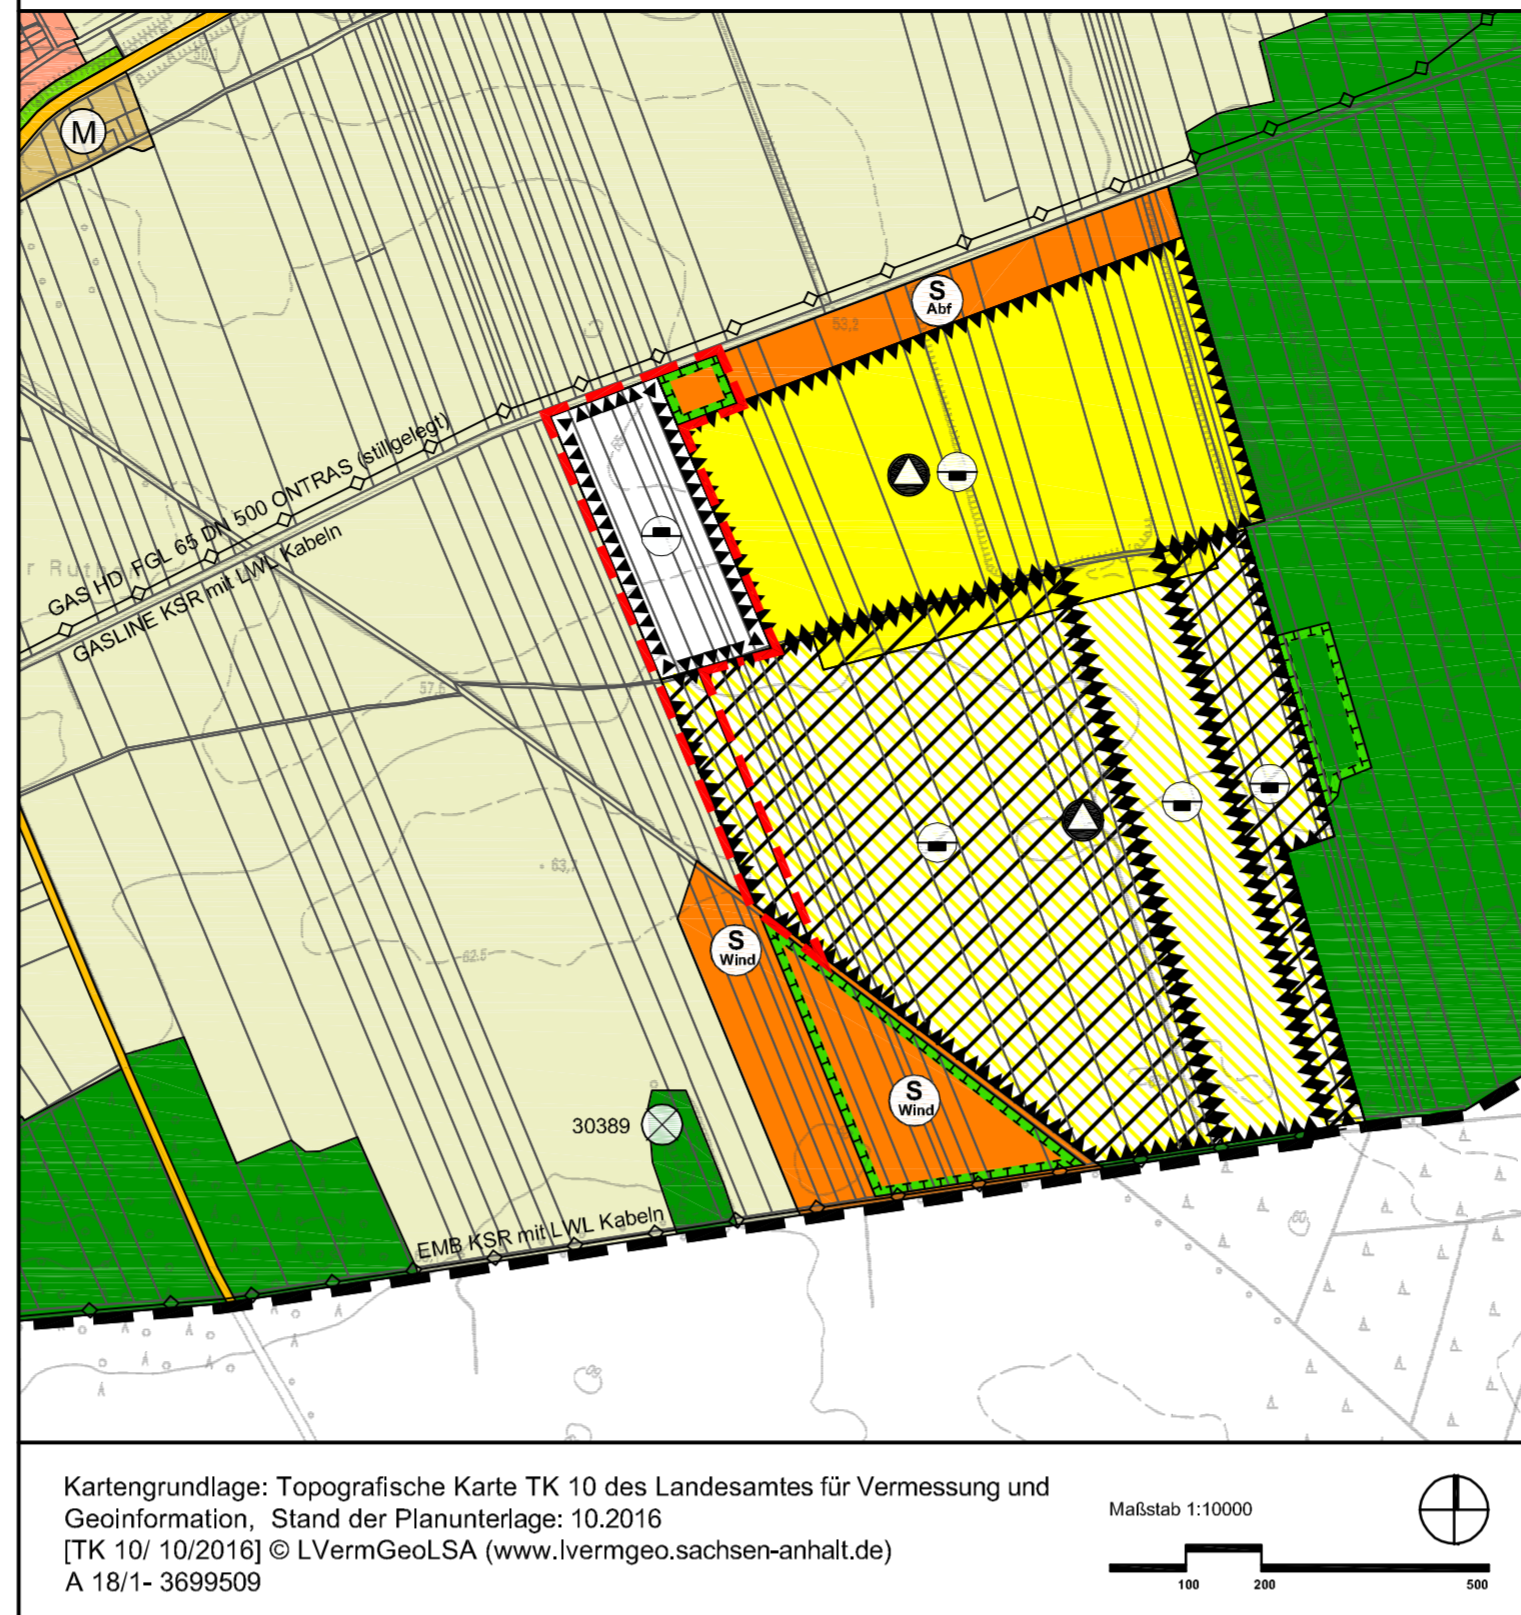 50,1
M
S
Abf
53,2
GAS HD FGL 65 DN 500 ONTRAS (stillgelegt)
GASLINE KSR mit LWL Kabeln
57,6
63,7
62,5
S
Wind
S
Wind
30389
EMB KSR mit LWL Kabeln
Kartengrundlage: Topografische Karte TK 10 des Landesamtes für Vermessung und
Geoinformation, Stand der Planunterlage: 10.2016
[TK 10/ 10/2016] © LVermGeoLSA (www.lvermgeo.sachsen-anhalt.de)
A 18/1- 3699509
Maßstab 1:10000
100 200 500